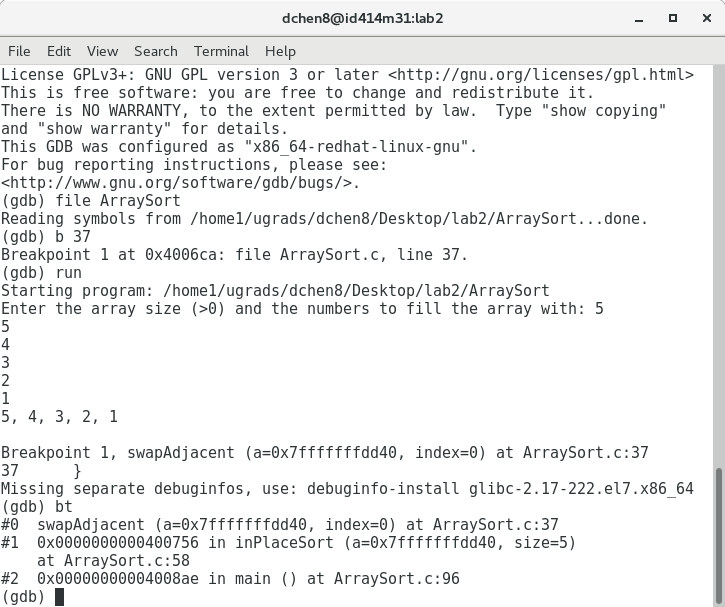 dchen8@id414m31:lab2
File Edit View Search Terminal Help
License GPLv3+: GNU GPL version 3 or later <http://gnu.org/licenses/gpl.html>
This is free software: you are free to change and redistribute it.
There is NO WARRANTY, to the extent permitted by law.  Type "show copying"
and "show warranty" for details.
This GDB was configured as "x86_64-redhat-linux-gnu".
For bug reporting instructions, please see:
<http://www.gnu.org/software/gdb/bugs/>.
(gdb) file ArraySort
Reading symbols from /home1/ugrads/dchen8/Desktop/lab2/ArraySort...done.
(gdb) b 37
Breakpoint 1 at 0x4006ca: file ArraySort.c, line 37.
(gdb) run
Starting program: /home1/ugrads/dchen8/Desktop/lab2/ArraySort
Enter the array size (>0) and the numbers to fill the array with: 5
5
4
3
2
1
5, 4, 3, 2, 1
Breakpoint 1, swapAdjacent (a=0x7fffffffdd40, index=0) at ArraySort.c:37
37      }
Missing separate debuginfos, use: debuginfo-install glibc-2.17-222.el7.x86_64
(gdb) bt
#0  swapAdjacent (a=0x7fffffffdd40, index=0) at ArraySort.c:37
#1  0x0000000000400756 in inPlaceSort (a=0x7fffffffdd40, size=5)
    at ArraySort.c:58
#2  0x00000000004008ae in main () at ArraySort.c:96
(gdb)